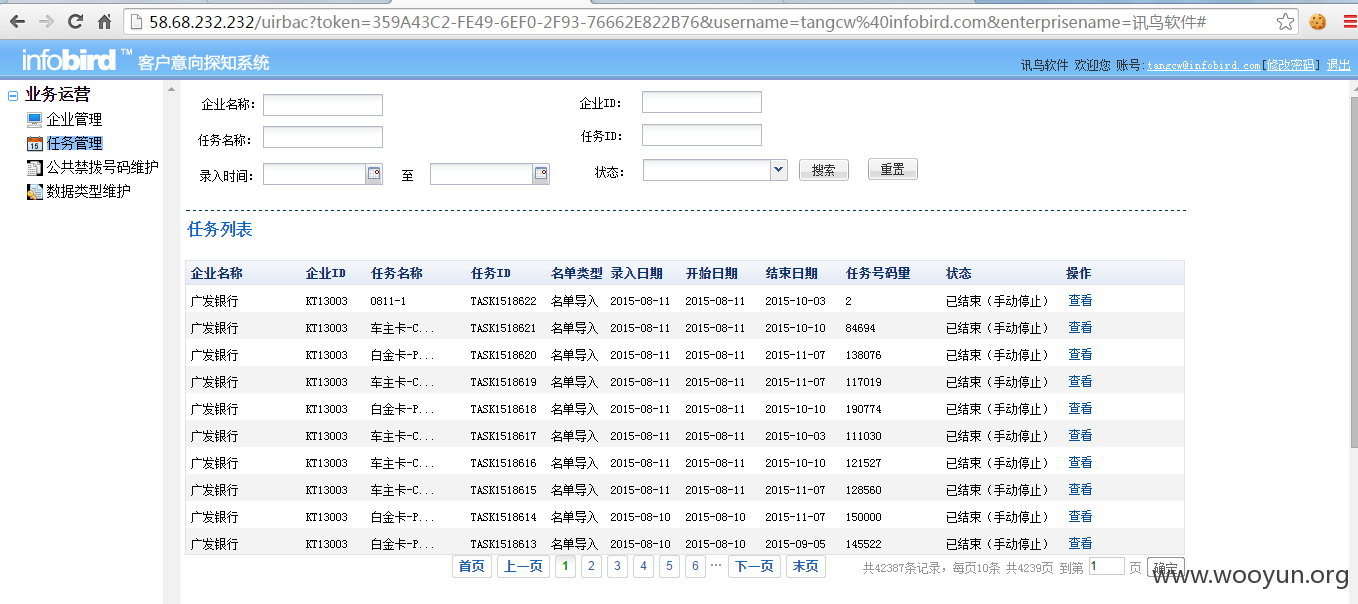 58.68.232.232/uirbac?token=359A43C2-FE49-6EF0-2F93-76662E822B76&username=tangcw%40infobird.com&enterprisename=讯鸟软件#
infobird™ 客户意向探知系统
讯鸟软件 欢迎您 账号:tangcw@infobird.com[修改密码] 退出
业务运营
企业管理
任务管理
公共禁拨号码维护
数据类型维护
企业名称: 企业ID:
任务名称: 任务ID:
录入时间: 至 状态: 搜索 重置
任务列表
企业名称 企业ID 任务名称 任务ID 名单类型 录入日期 开始日期 结束日期 任务号码量 状态 操作
广发银行 KT13003 0811-1 TASK1518622 名单导入 2015-08-11 2015-08-11 2015-10-03 2 已结束（手动停止） 查看
广发银行 KT13003 车主卡-C... TASK1518621 名单导入 2015-08-11 2015-08-11 2015-10-10 84694 已结束（手动停止） 查看
广发银行 KT13003 白金卡-P... TASK1518620 名单导入 2015-08-11 2015-08-11 2015-11-07 138076 已结束（手动停止） 查看
广发银行 KT13003 车主卡-C... TASK1518619 名单导入 2015-08-11 2015-08-11 2015-11-07 117019 已结束（手动停止） 查看
广发银行 KT13003 白金卡-P... TASK1518618 名单导入 2015-08-11 2015-08-11 2015-10-10 190774 已结束（手动停止） 查看
广发银行 KT13003 车主卡-C... TASK1518617 名单导入 2015-08-11 2015-08-11 2015-10-03 111030 已结束（手动停止） 查看
广发银行 KT13003 车主卡-C... TASK1518616 名单导入 2015-08-11 2015-08-11 2015-10-10 121527 已结束（手动停止） 查看
广发银行 KT13003 车主卡-C... TASK1518615 名单导入 2015-08-11 2015-08-11 2015-11-07 128560 已结束（手动停止） 查看
广发银行 KT13003 白金卡-P... TASK1518614 名单导入 2015-08-10 2015-08-10 2015-11-07 150000 已结束（手动停止） 查看
广发银行 KT13003 白金卡-P... TASK1518613 名单导入 2015-08-10 2015-08-10 2015-09-05 145522 已结束（手动停止） 查看
首页 上一页 1 2 3 4 5 6 ... 下一页 末页 共42387条记录，每页10条 共4239页 到第 1 页 确定
www.wooyun.org